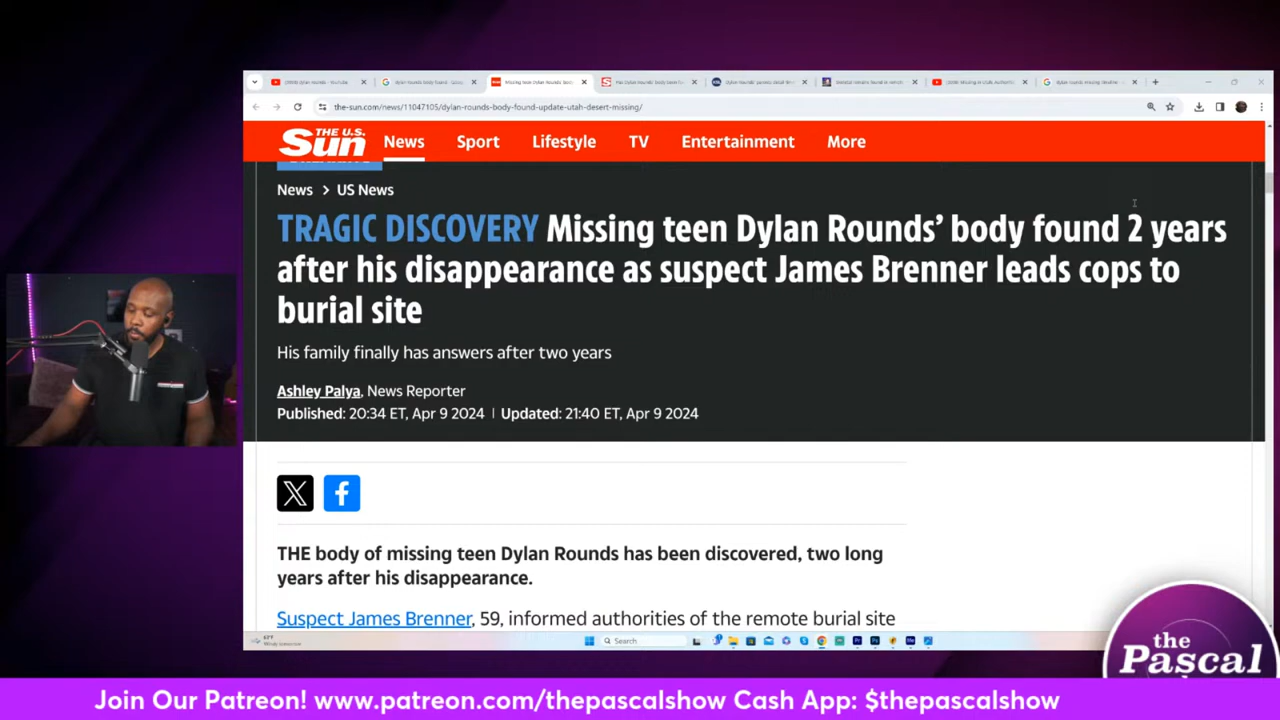 the-sun.com/news/11047105/dylan-rounds-body-found-update-utah-desert-missing/
THE U.S.
Sun
News Sport Lifestyle TV Entertainment More
News > US News
TRAGIC DISCOVERY Missing teen Dylan Rounds’ body found 2 years
after his disappearance as suspect James Brenner leads cops to
burial site
His family finally has answers after two years
Ashley Palya, News Reporter
Published: 20:34 ET, Apr 9 2024 | Updated: 21:40 ET, Apr 9 2024
THE body of missing teen Dylan Rounds has been discovered, two long
years after his disappearance.
Suspect James Brenner, 59, informed authorities of the remote burial site
Search
the
Pascal
Join Our Patreon! www.patreon.com/thepascalshow Cash App: $thepascalshow